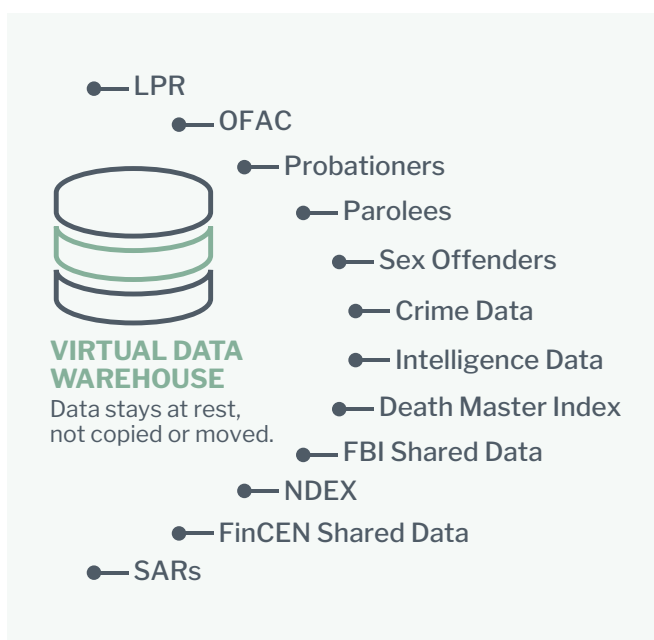 LPR
OFAC
Probationers
Parolees
Sex Offenders
Crime Data
Intelligence Data
Death Master Index
FBI Shared Data
NDEX
FinCEN Shared Data
SARs
VIRTUAL DATA
WAREHOUSE
Data stays at rest,
not copied or moved.